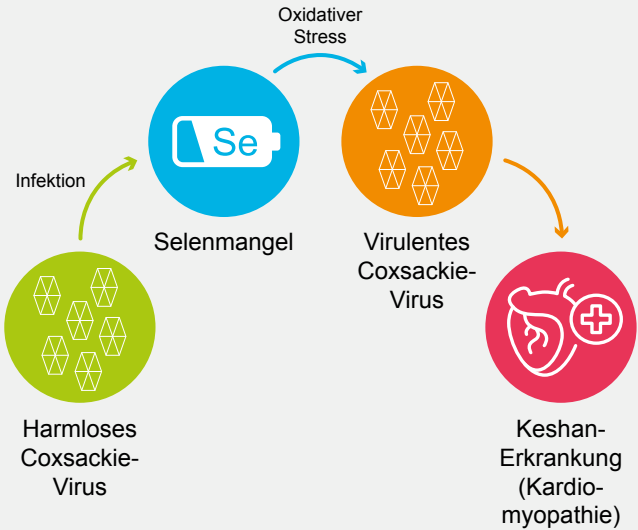 Oxidativer
Stress
Se
Infektion
Selenmangel
Virulentes
Coxsackie-
Virus
Harmloses
Coxsackie-
Virus
Keshan-
Erkrankung
(Kardio-
myopathie)